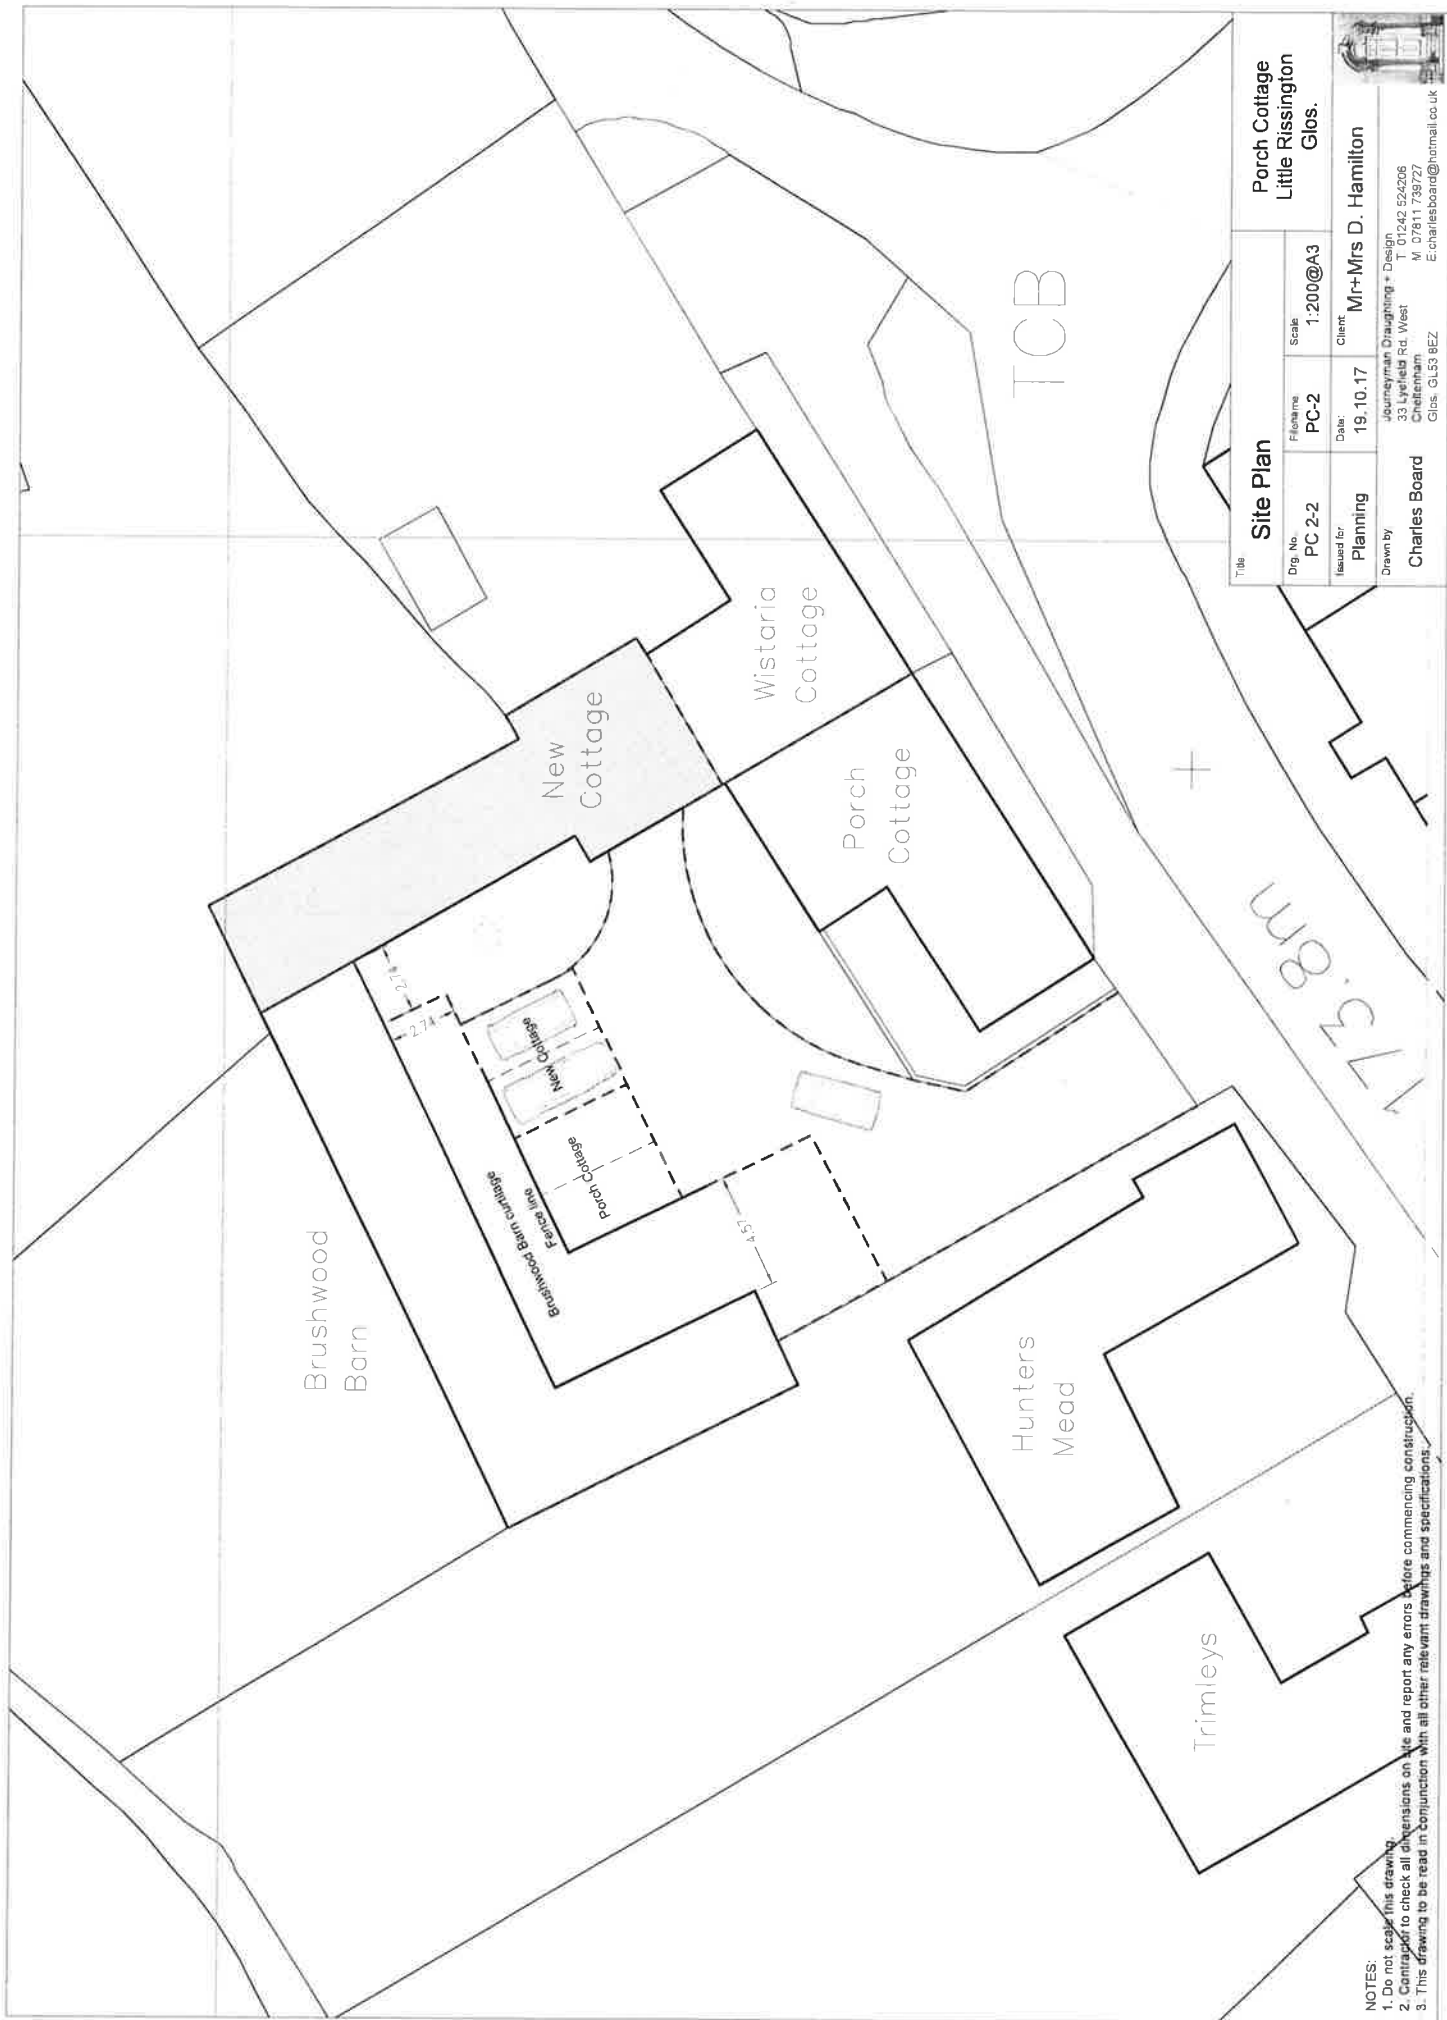 Brushwood
Barn
New
Cottage
Wistaria
Cottage
Porch
Cottage
TCB
173.8m
Hunters
Mead
Trimleys
Brushwood Barn curtilage
Fence line
Porch Cottage
New Cottage
2.74
2.74
4.57
NOTES:
1. Do not scale this drawing.
2. Contractor to check all dimensions on site and report any errors before commencing construction.
3. This drawing to be read in conjunction with all other relevant drawings and specifications.
Title
Site Plan
Porch Cottage
Little Rissington
Glos.
Drg. No.
PC 2-2
Filename
PC-2
Scale
1:200@A3
Issued for
Planning
Date:
19.10.17
Client
Mr+Mrs D. Hamilton
Drawn by
Charles Board
Journeyman Draughting + Design
33 Lyefield Rd. West
Cheltenham
Glos. GL53 8EZ
T 01242 524206
M 07811 739727
E:charlesboard@hotmail.co.uk